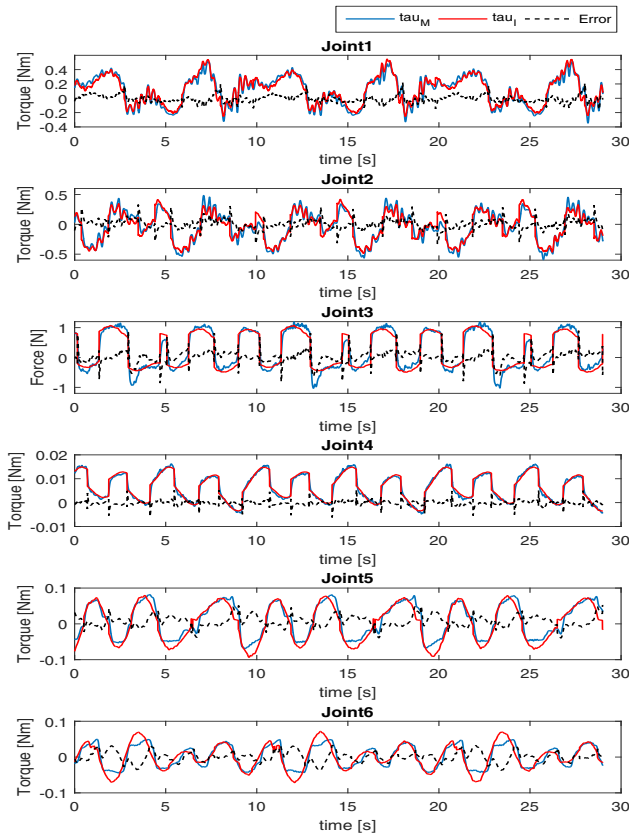 tau_M tau_I Error
Joint1
Torque [Nm]
0.4
0.2
0
-0.2
-0.4
0 5 10 15 20 25 30
time [s]
Joint2
Torque [Nm]
0.5
0
-0.5
0 5 10 15 20 25 30
time [s]
Joint3
Force [N]
1
0
-1
0 5 10 15 20 25 30
time [s]
Joint4
Torque [Nm]
0.02
0.01
0
-0.01
0 5 10 15 20 25 30
time [s]
Joint5
Torque [Nm]
0.1
0
-0.1
0 5 10 15 20 25 30
time [s]
Joint6
Torque [Nm]
0.1
0
-0.1
0 5 10 15 20 25 30
time [s]